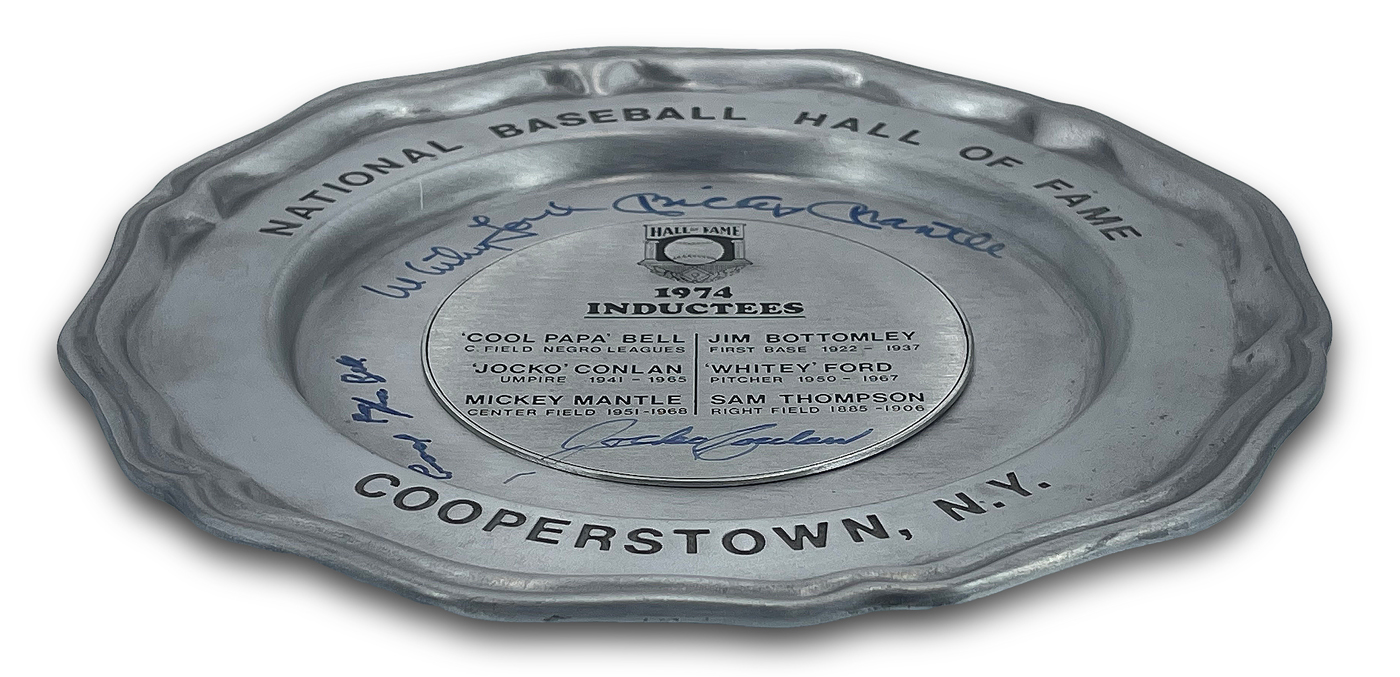 NATIONAL BASEBALL HALL OF FAME
Whitey Ford
Mickey Mantle
HALL OF FAME
1974
INDUCTEES
'COOL PAPA' BELL
C. FIELD NEGRO LEAGUES
'JOCKO' CONLAN
UMPIRE 1941 - 1965
MICKEY MANTLE
CENTER FIELD 1951-1968
JIM BOTTOMLEY
FIRST BASE 1922 - 1937
'WHITEY' FORD
PITCHER 1950 - 1967
SAM THOMPSON
RIGHT FIELD 1885 -1906
Cool Papa Bell
Jocko Conlan
COOPERSTOWN, N.Y.